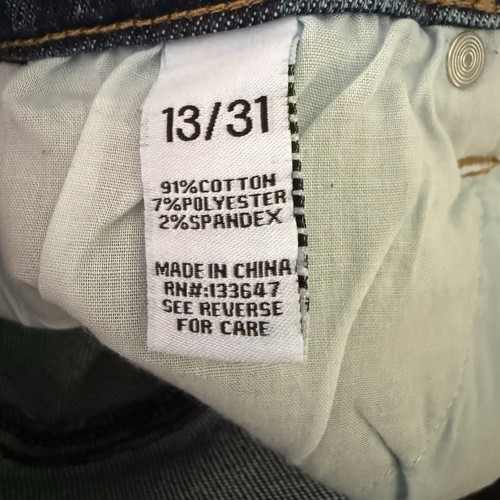 13/31
91%COTTON
7%POLYESTER
2%SPANDEX
MADE IN CHINA
RN#:133647
SEE REVERSE
FOR CARE